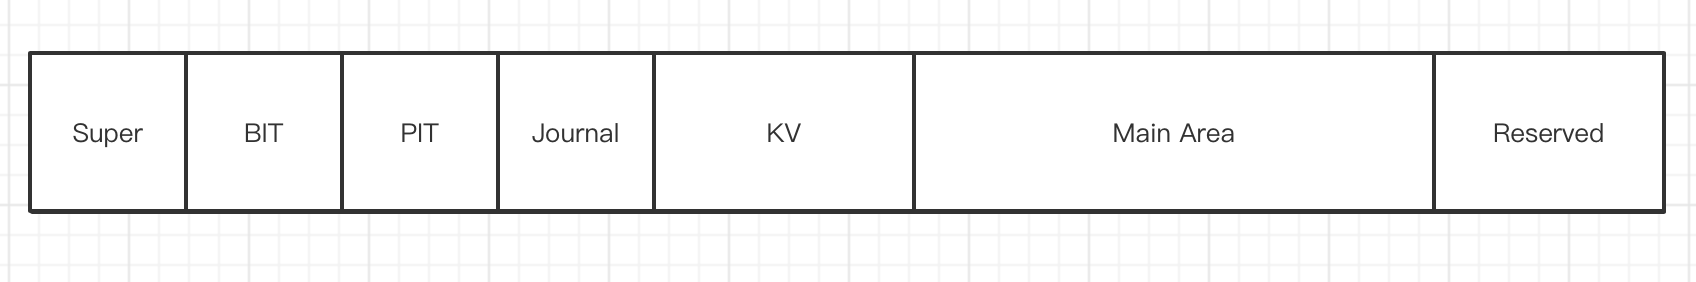 Super
BIT
PIT
Journal
KV
Main Area
Reserved